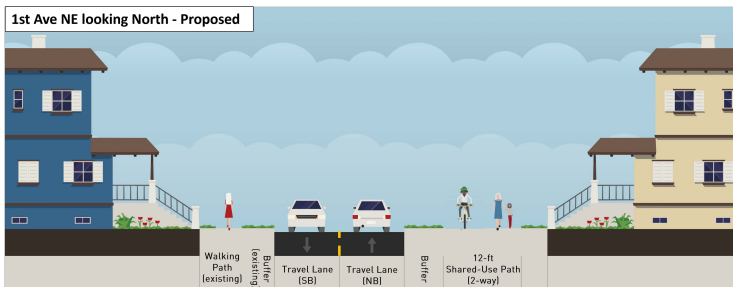 1st Ave NE looking North - Proposed
Walking
Path
(existing)
Buffer
(existing)
Travel Lane
(SB)
Travel Lane
(NB)
Buffer
12-ft
Shared-Use Path
(2-way)